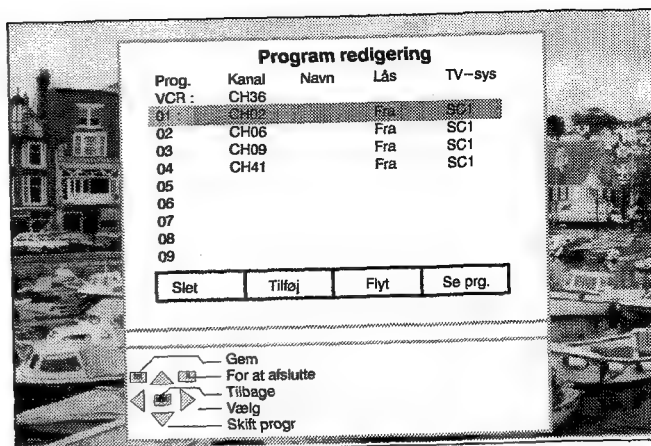 Program redigering
Prog. Kanal Navn Lås TV-sys
VCR : CH36
01 : CH02 Fra SC1
02 CH06 Fra SC1
03 CH09 Fra SC1
04 CH41 Fra SC1
05
06
07
08
09
Slet Tilføj Flyt Se prg.
Gem
For at afslutte
Tilbage
Vælg
Skift progr